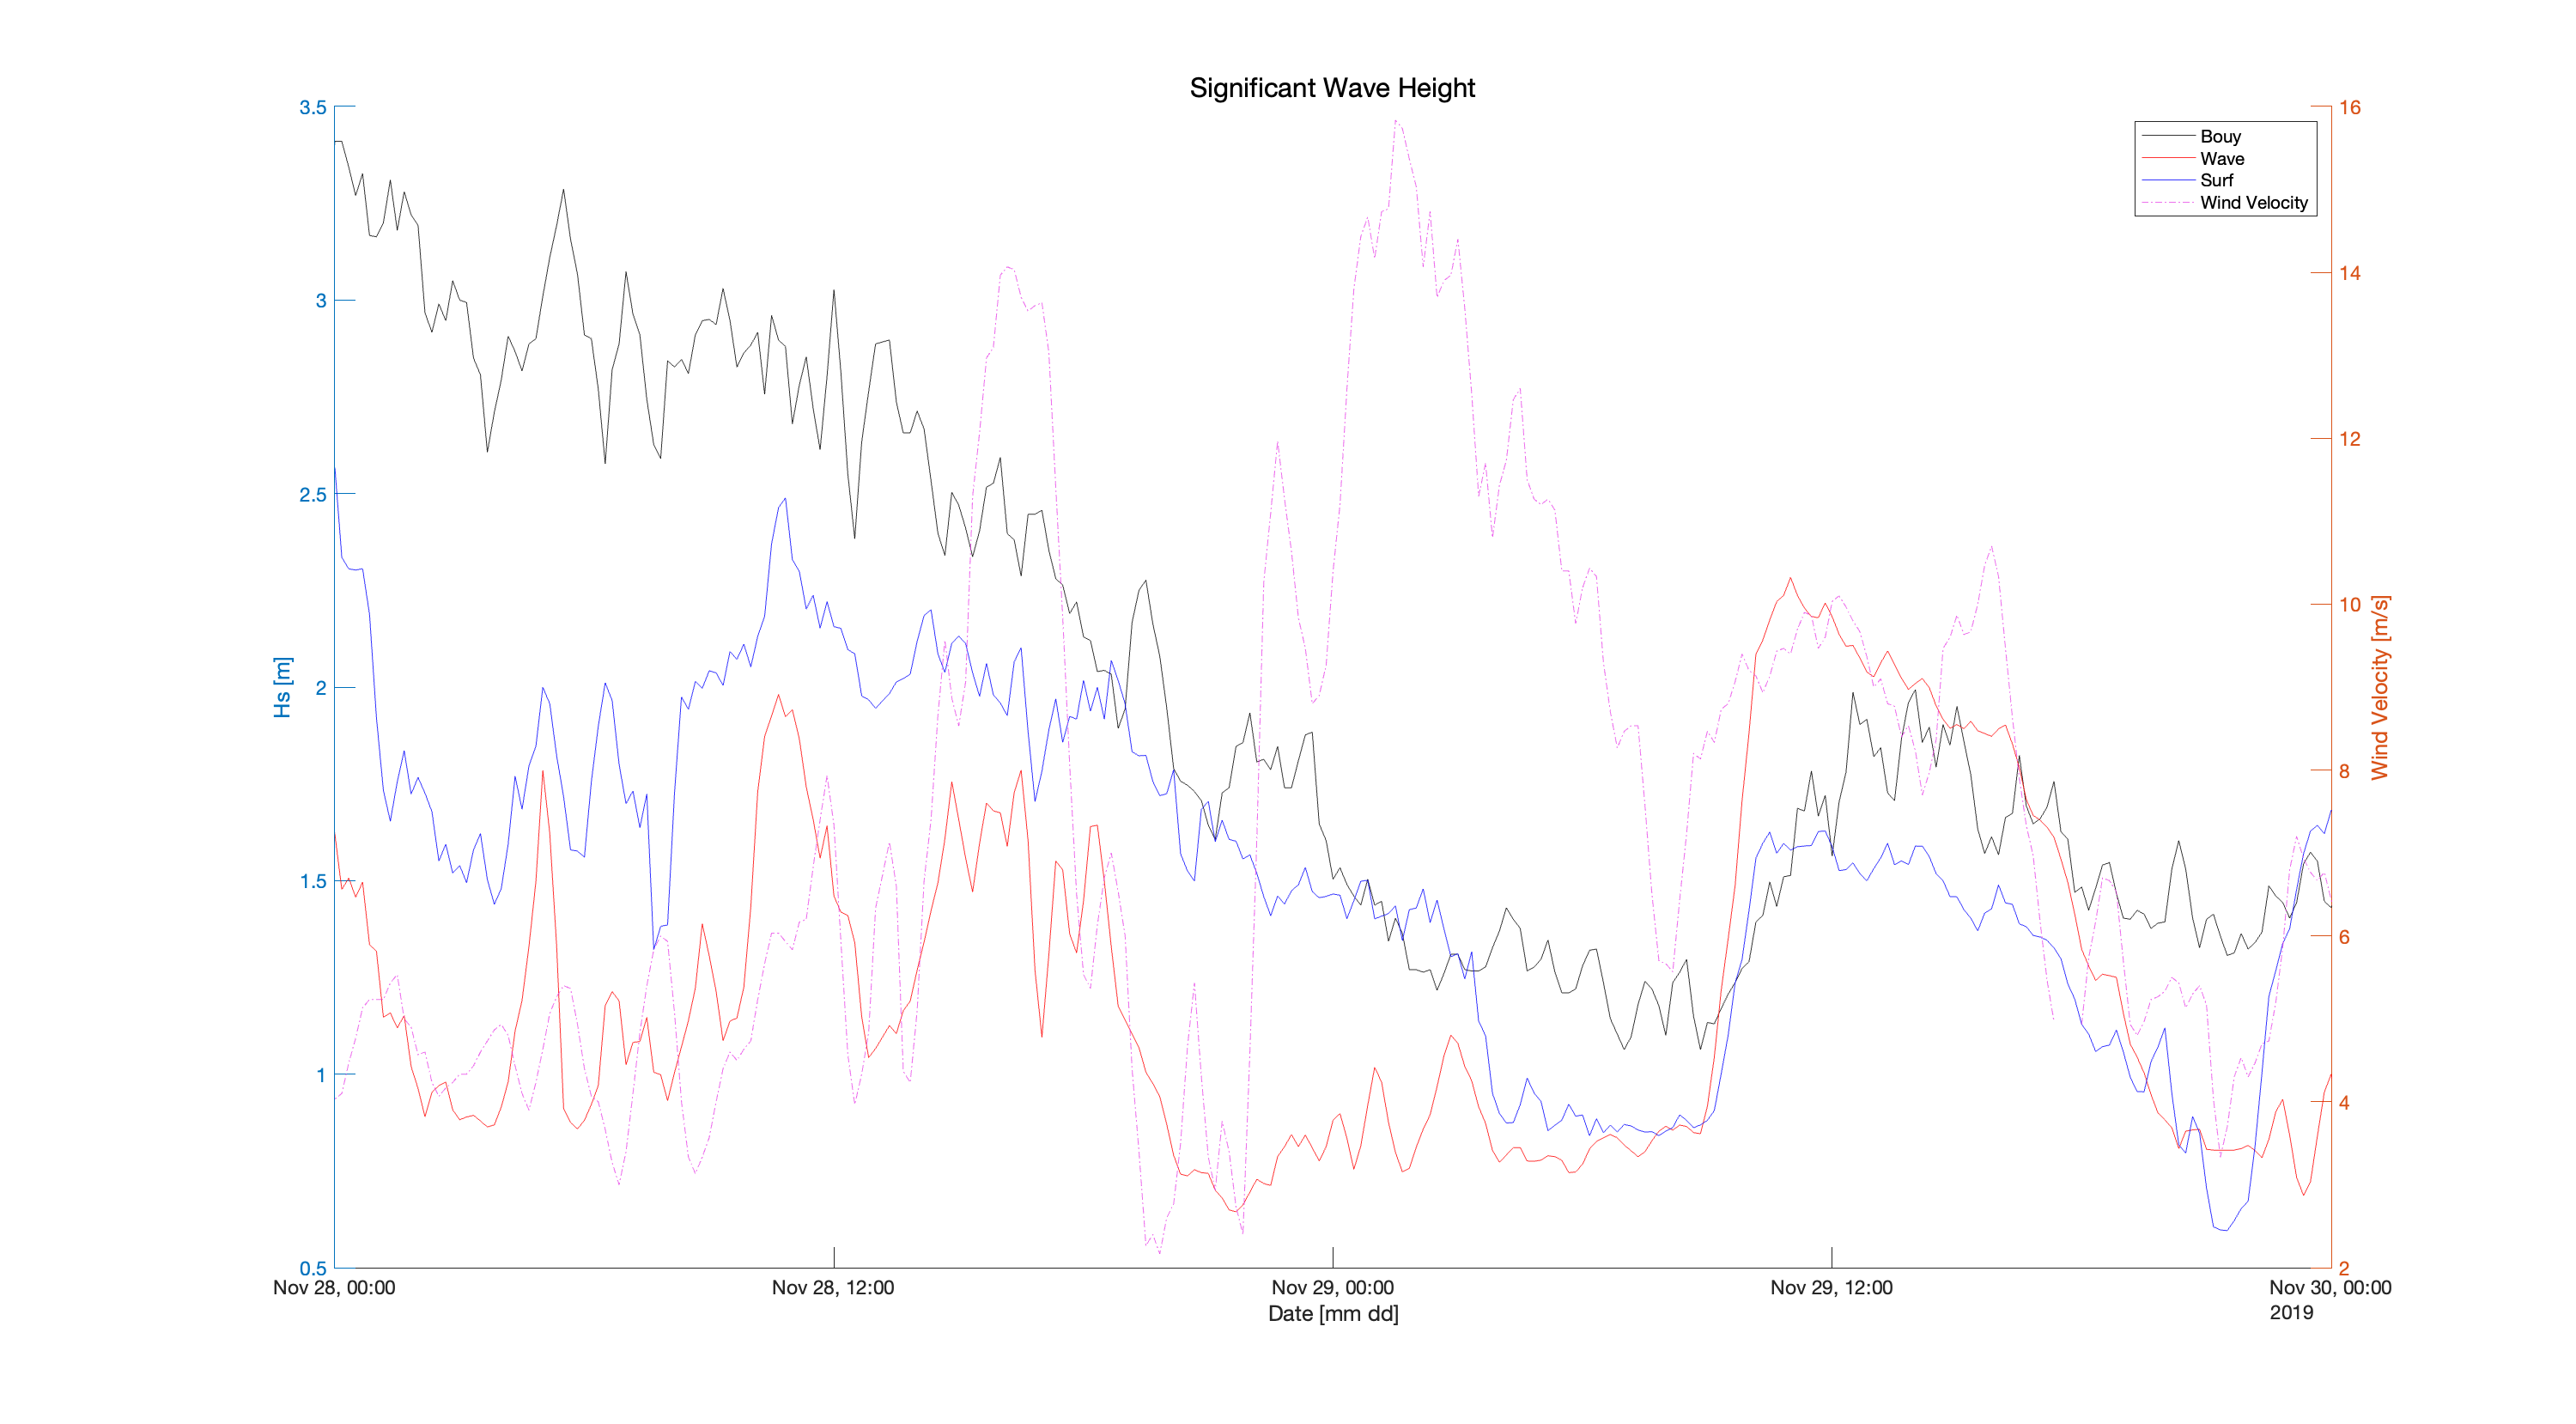 Significant Wave Height
3.5
3
2.5
2
1.5
1
0.5
Hs [m]
16
14
12
10
8
6
4
2
Wind Velocity [m/s]
Bouy
Wave
Surf
Wind Velocity
Nov 28, 00:00
Nov 28, 12:00
Nov 29, 00:00
Nov 29, 12:00
Nov 30, 00:00
2019
Date [mm dd]